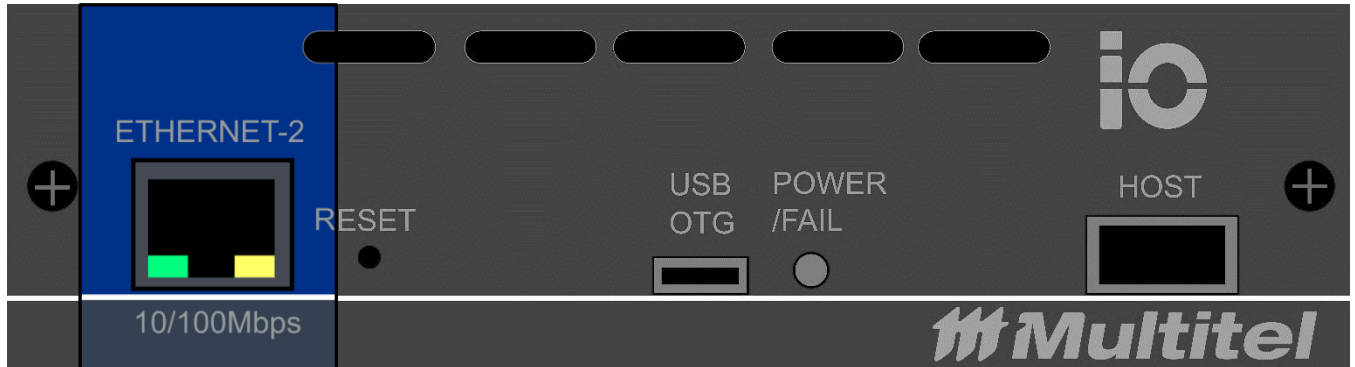 iO
ETHERNET-2
USB
OTG
POWER
/FAIL
HOST
RESET
10/100Mbps
Multitel